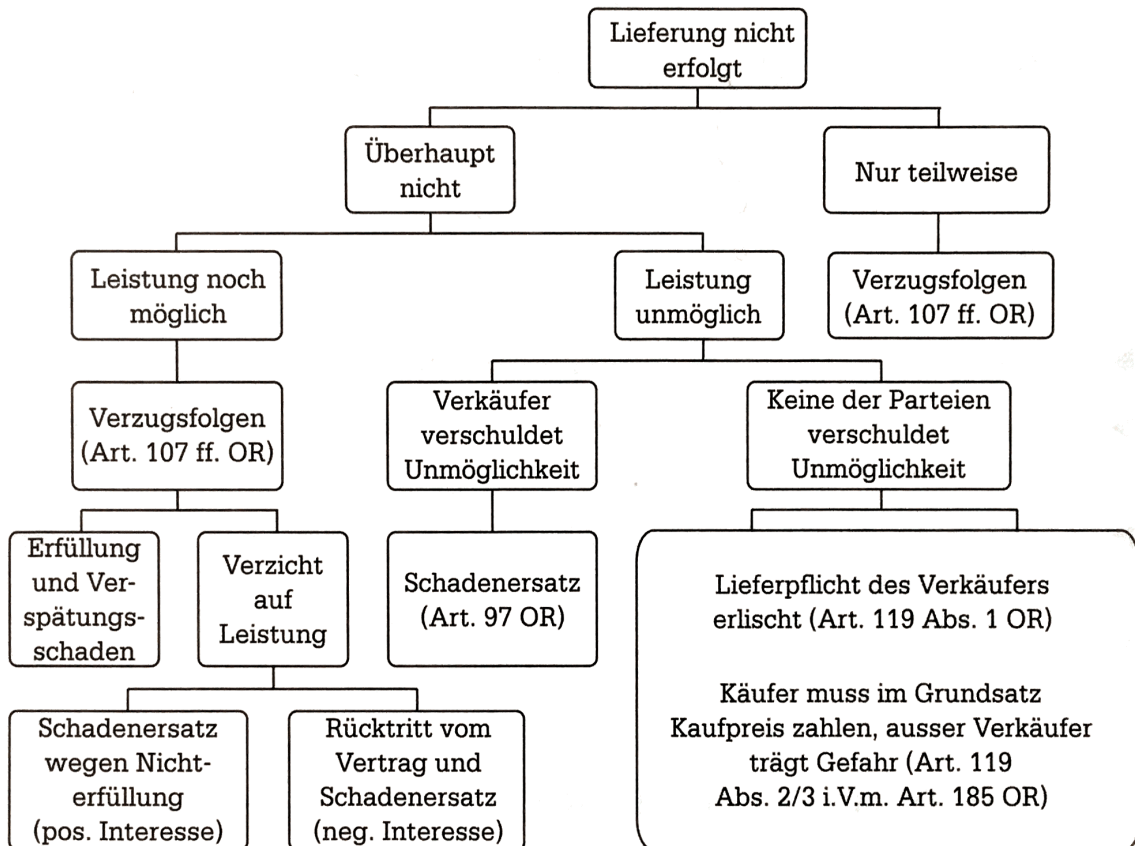 Lieferung nicht
erfolgt
Überhaupt
nicht
Nur teilweise
Leistung noch
möglich
Leistung
unmöglich
Verzugsfolgen
(Art. 107 ff. OR)
Verzugsfolgen
(Art. 107 ff. OR)
Verkäufer
verschuldet
Unmöglichkeit
Keine der Parteien
verschuldet
Unmöglichkeit
Erfüllung
und Ver-
spätungs-
schaden
Verzicht
auf
Leistung
Schadenersatz
(Art. 97 OR)
Lieferpflicht des Verkäufers
erlischt (Art. 119 Abs. 1 OR)
Käufer muss im Grundsatz
Kaufpreis zahlen, ausser Verkäufer
trägt Gefahr (Art. 119
Abs. 2/3 i.V.m. Art. 185 OR)
Schadenersatz
wegen Nicht-
erfüllung
(pos. Interesse)
Rücktritt vom
Vertrag und
Schadenersatz
(neg. Interesse)